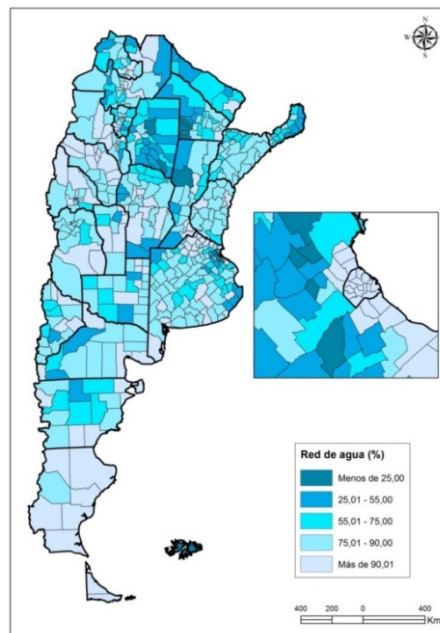 N
W E
S
Red de agua (%)
Menos de 25,00
25,01 - 55,00
55,01 - 75,00
75,01 - 90,00
Más de 90,01
400 200 0 400
Km